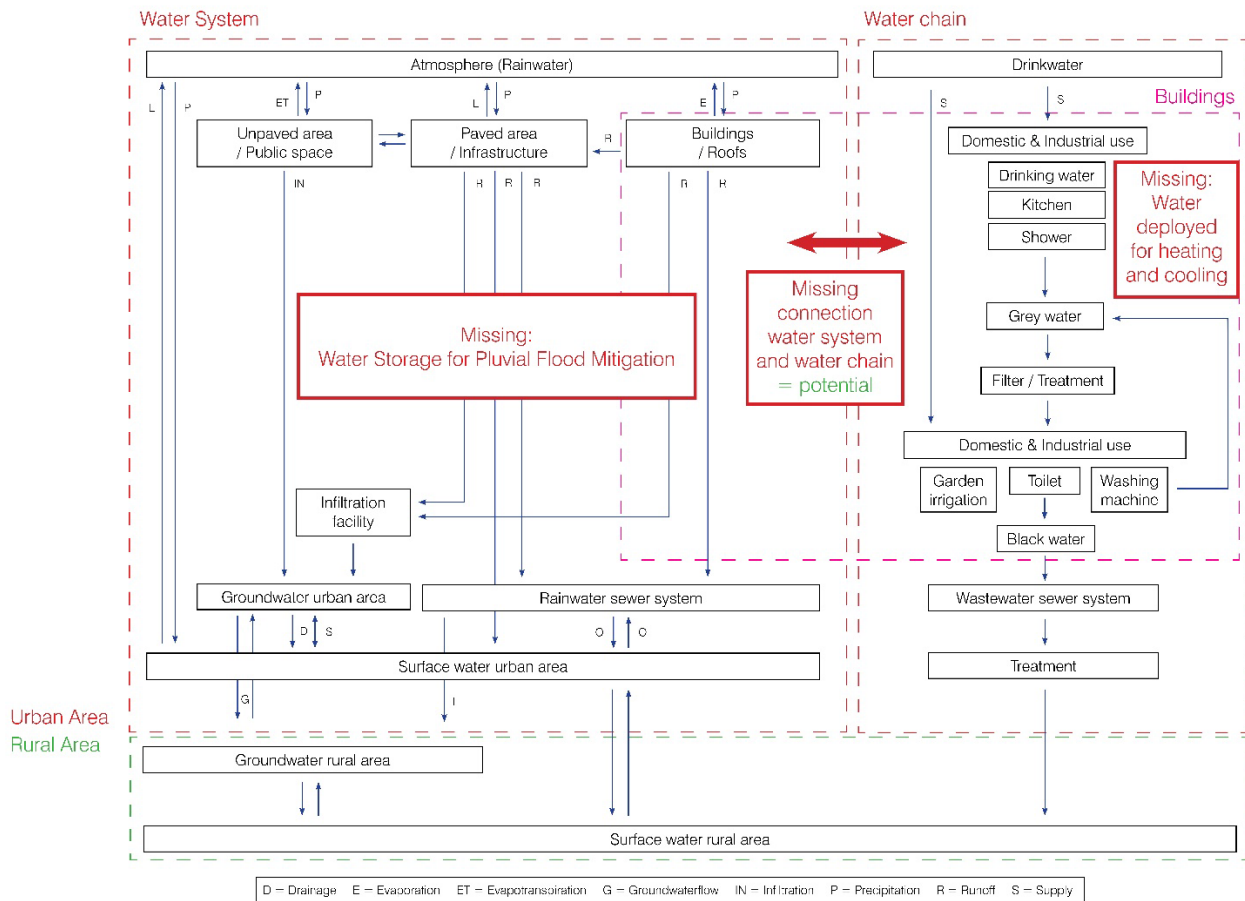 Water System
Water chain
Atmosphere (Rainwater)
Drinkwater
L
P
ET
P
L
P
E
P
S
S
Buildings
Unpaved area
/ Public space
Paved area
/ Infrastructure
R
Buildings
/ Roofs
Domestic & Industrial use
IN
R
R
R
R
R
Drinking water
Kitchen
Shower
Missing:
Water
deployed
for heating
and cooling
Missing:
Water Storage for Pluvial Flood Mitigation
Missing
connection
water system
and water chain
= potential
Grey water
Filter / Treatment
Domestic & Industrial use
Garden
irrigation
Toilet
Washing
machine
Infiltration
facility
Black water
Groundwater urban area
Rainwater sewer system
Wastewater sewer system
D
S
O
O
Surface water urban area
Treatment
G
I
Urban Area
Rural Area
Groundwater rural area
Surface water rural area
D = Drainage E = Evaporation ET = Evapotranspiration G = Groundwaterflow IN = Infiltration P = Precipitation R = Runoff S = Supply